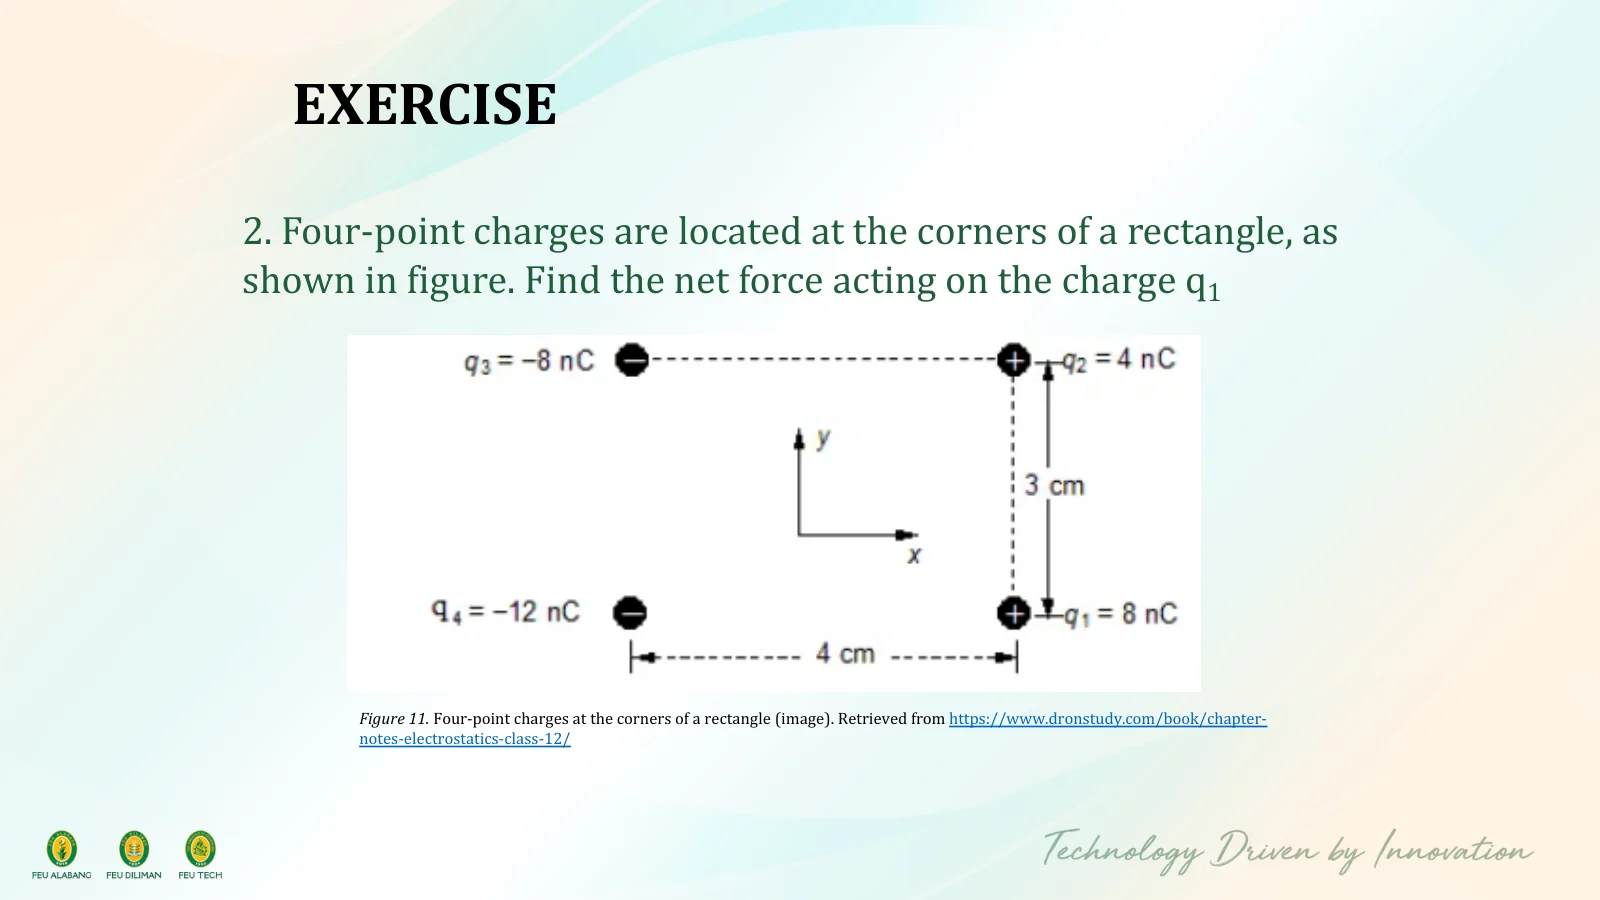 EXERCISE
2. Four-point charges are located at the corners of a rectangle, as
shown in figure. Find the net force acting on the charge q₁
q₃ = –8 nC
q₂ = 4 nC
y
3 cm
x
q₄ = –12 nC
q₁ = 8 nC
4 cm
Figure 11. Four-point charges at the corners of a rectangle (image). Retrieved from https://www.dronstudy.com/book/chapter-
notes-electrostatics-class-12/
FEU ALABANG
FEU DILIMAN
FEU TECH
Technology Driven by Innovation